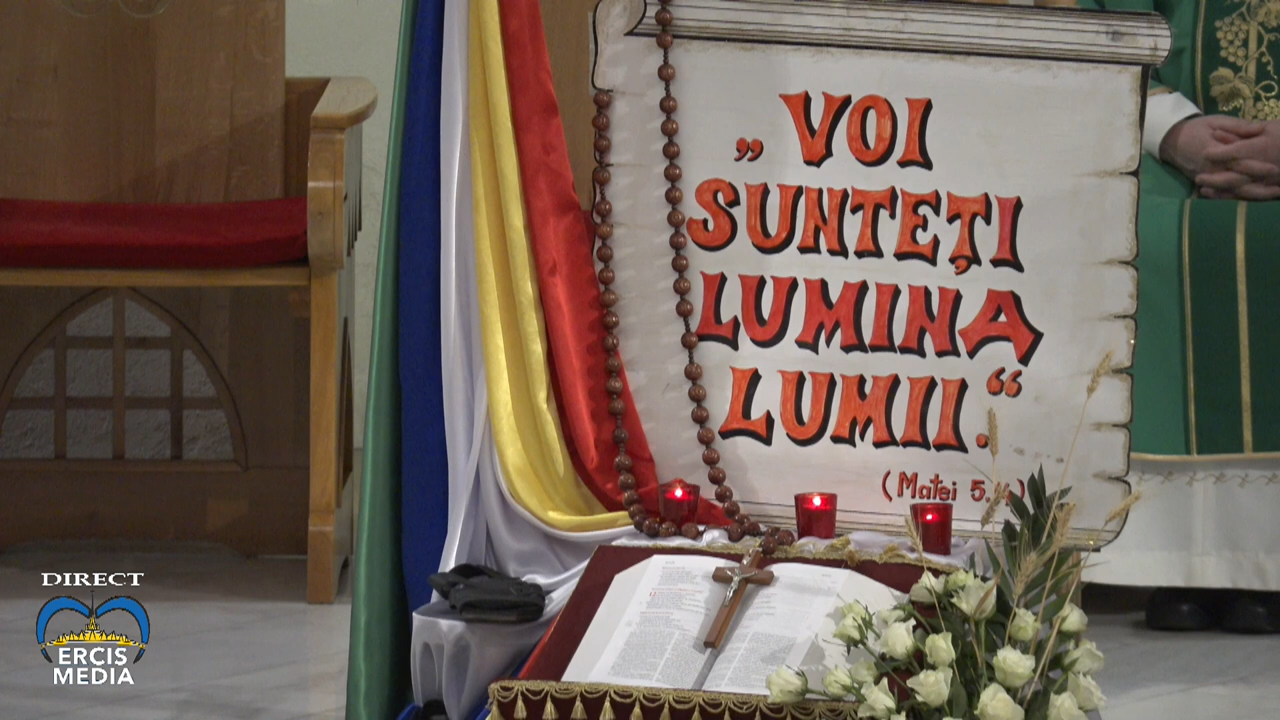 „ VOI
SUNTEȚI
LUMINA
LUMII.“
(Matei 5,
DIRECT
ERCIS
MEDIA